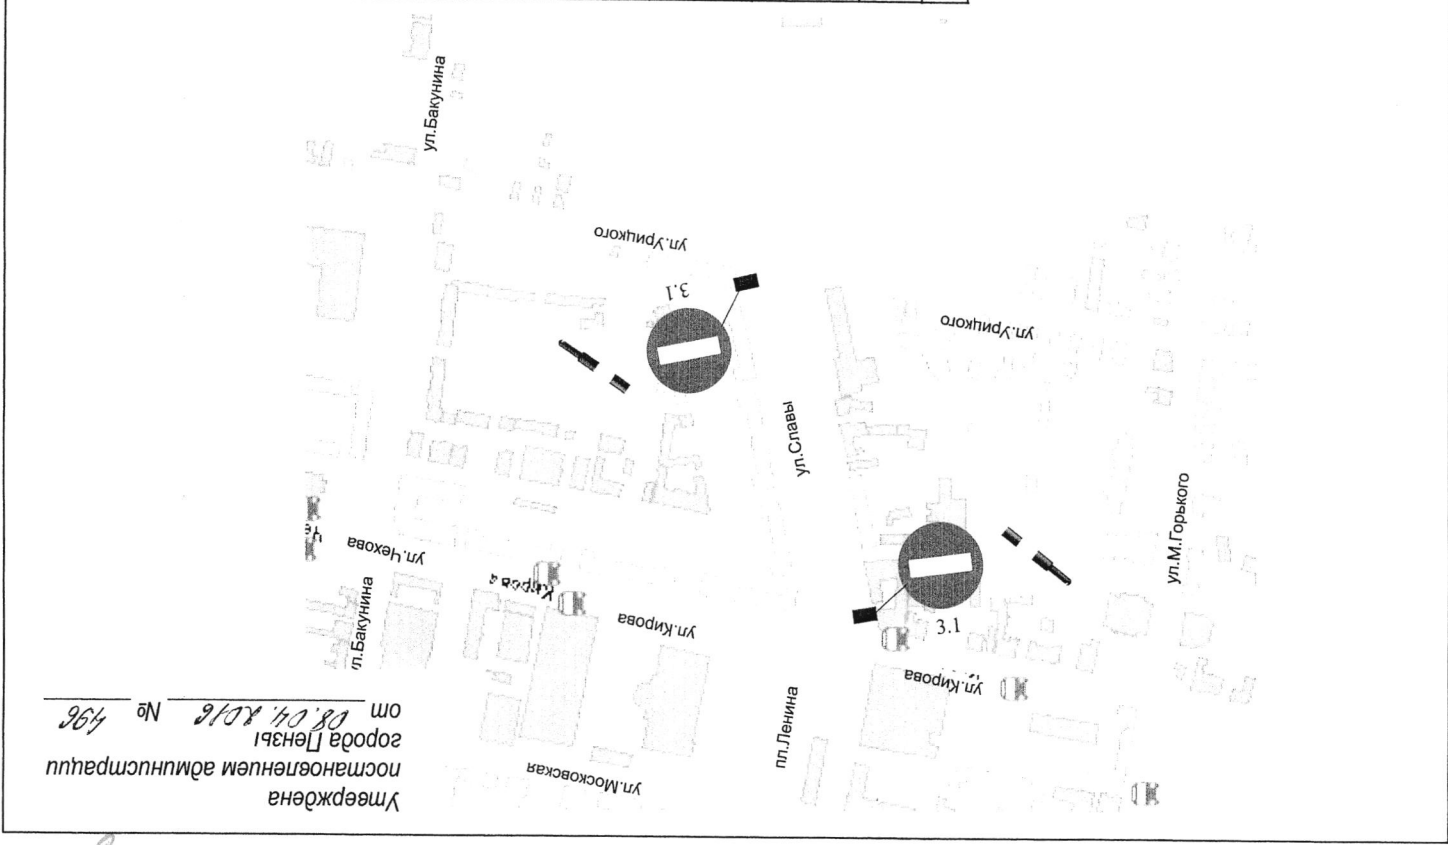 Утверждена
постановлением администрации
города Пензы
от 08.04.2016 № 496
ул.Московская
пл.Ленина
ул.Кирова
ул.Кирова
3.1
ул.Бакунина
ул.Чехова
ул.М.Горького
ул.Славы
ул.Урицкого
3.1
ул.Урицкого
ул.Бакунина